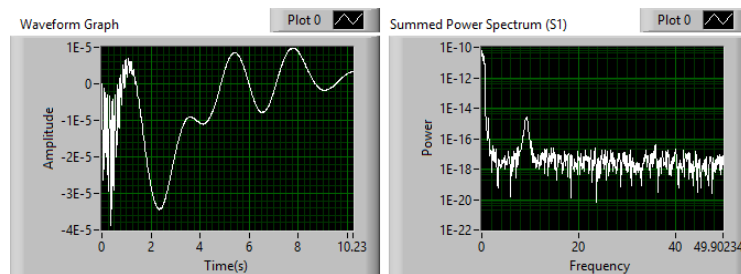 Waveform Graph
Plot 0
Amplitude
1E-5
0
-1E-5
-2E-5
-3E-5
-4E-5
0 2 4 6 8 10.23
Time(s)
Summed Power Spectrum (S1)
Plot 0
Power
1E-10
1E-12
1E-14
1E-16
1E-18
1E-20
1E-22
0 20 40 49.90234
Frequency